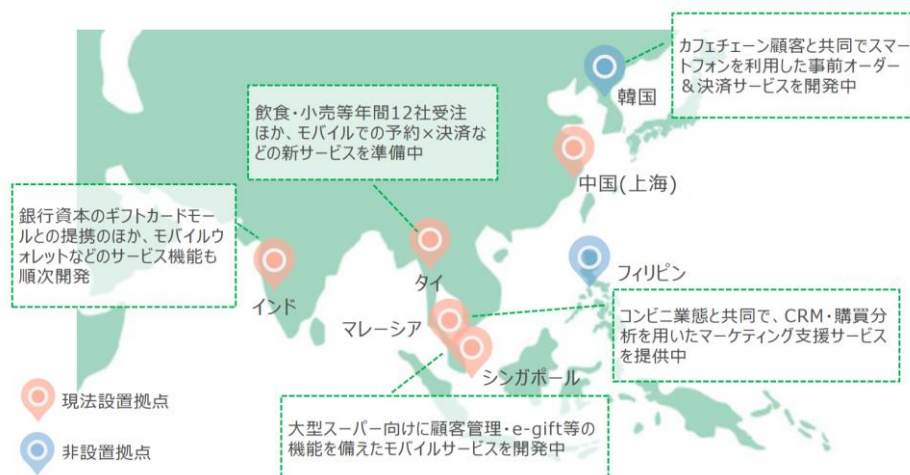 カフェチェーン顧客と共同でスマー
トフォンを利用した事前オーダー
＆決済サービスを開発中
韓国
飲食・小売等年間12社受注
ほか、モバイルでの予約×決済な
どの新サービスを準備中
中国(上海)
銀行資本のギフトカードモー
ルとの提携のほか、モバイルウ
ォレットなどのサービス機能も
順次開発
インド
タイ
フィリピン
マレーシア
コンビニ業態と共同で、CRM・購買分
析を用いたマーケティング支援サービス
を提供中
シンガポール
現法設置拠点
大型スーパー向けに顧客管理・e-gift等の
機能を備えたモバイルサービスを開発中
非設置拠点